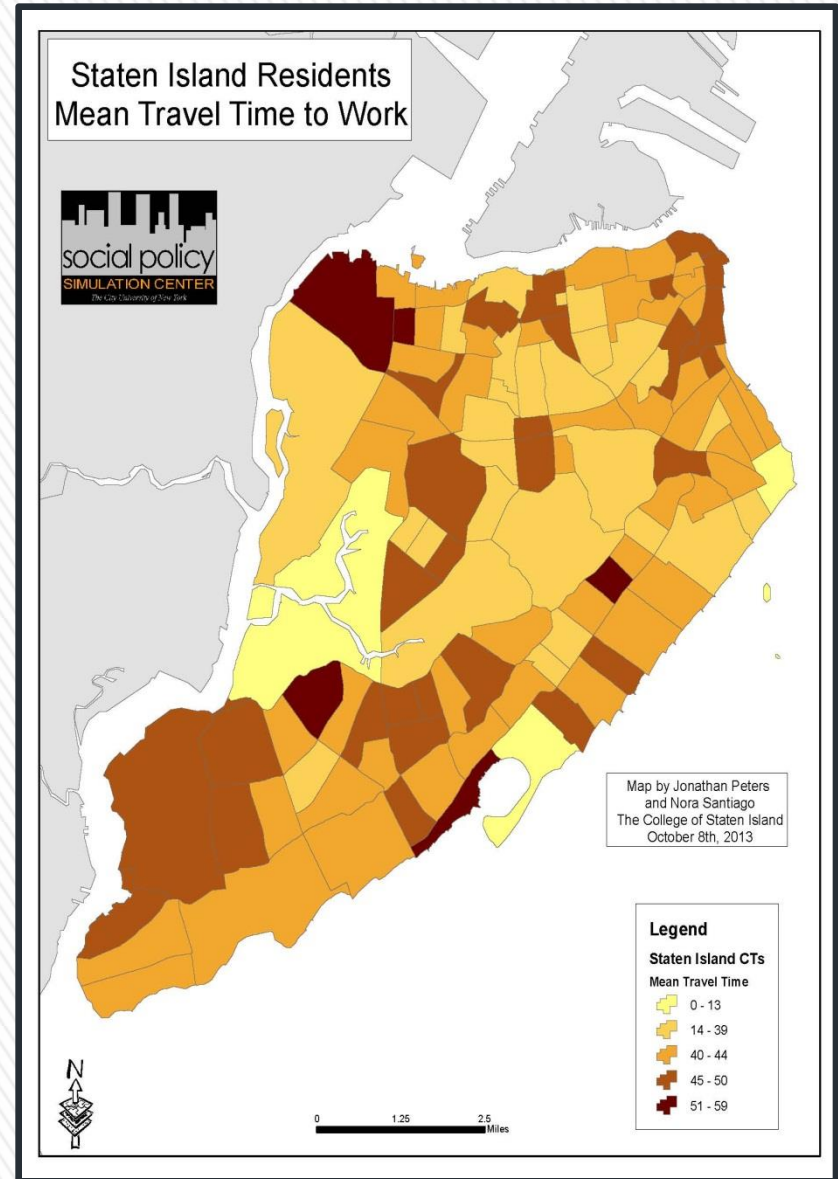 Staten Island Residents
Mean Travel Time to Work
social policy
SIMULATION CENTER
The City University of New York
Map by Jonathan Peters
and Nora Santiago
The College of Staten Island
October 8th, 2013
Legend
Staten Island CTs
Mean Travel Time
0 - 13
14 - 39
40 - 44
45 - 50
51 - 59
N
0 1.25 2.5
Miles